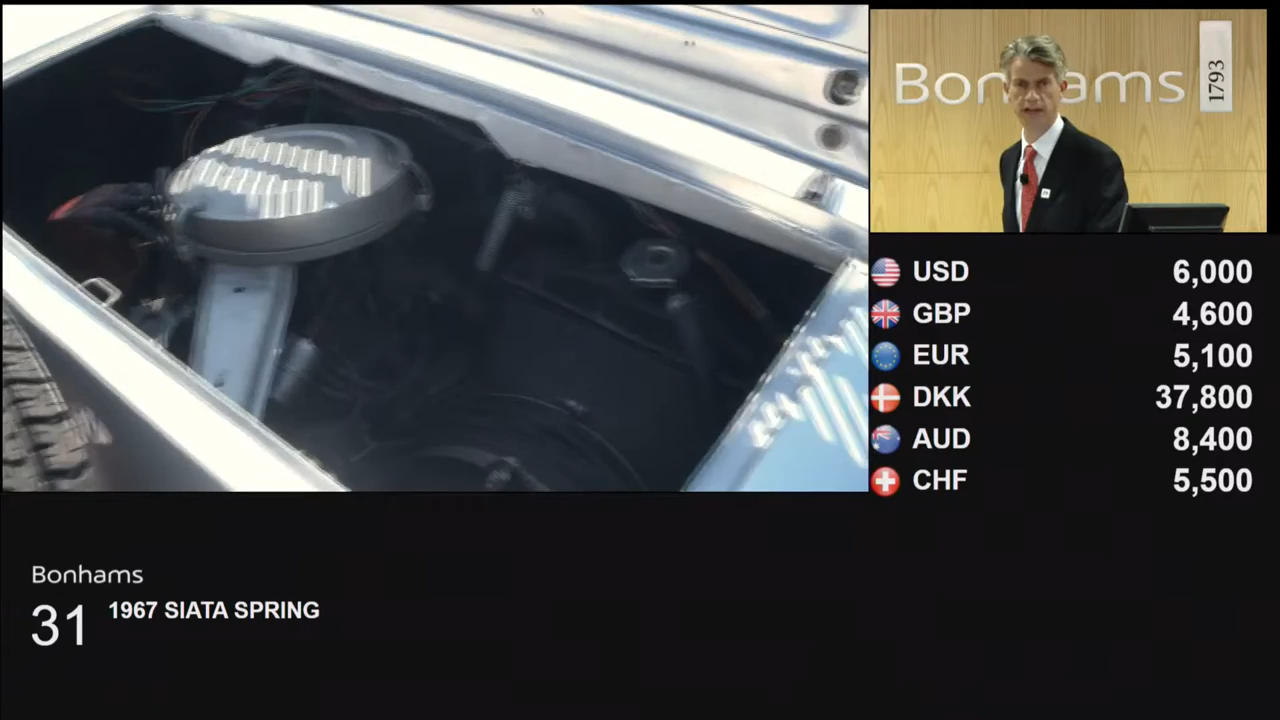 Bonhams
1793
USD 6,000
GBP 4,600
EUR 5,100
DKK 37,800
AUD 8,400
CHF 5,500
Bonhams
31 1967 SIATA SPRING